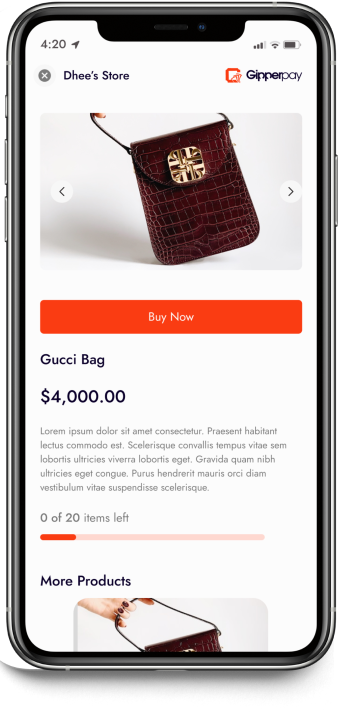 4:20
Dhee's Store
Gipperpay
Buy Now
Gucci Bag
$4,000.00
Lorem ipsum dolor sit amet consectetur. Praesent habitant
lectus commodo est. Scelerisque convallis tempus vitae sem
lobortis ultricies viverra lobortis eget. Gravida quam nibh
ultricies eget congue. Purus hendrerit mauris orci diam
vestibulum vitae suspendisse scelerisque.
0 of 20 items left
More Products